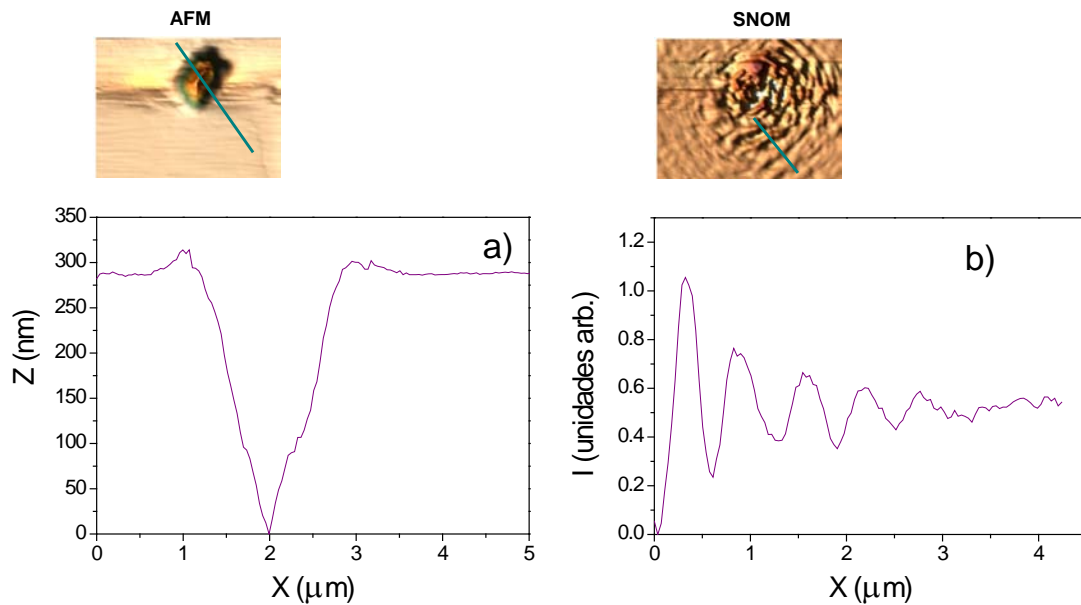 AFM
SNOM
a)
350
300
250
200
150
100
50
0
Z (nm)
0 1 2 3 4 5
X (μm)
b)
1.2
1.0
0.8
0.6
0.4
0.2
0.0
I (unidades arb.)
0 1 2 3 4
X (μm)